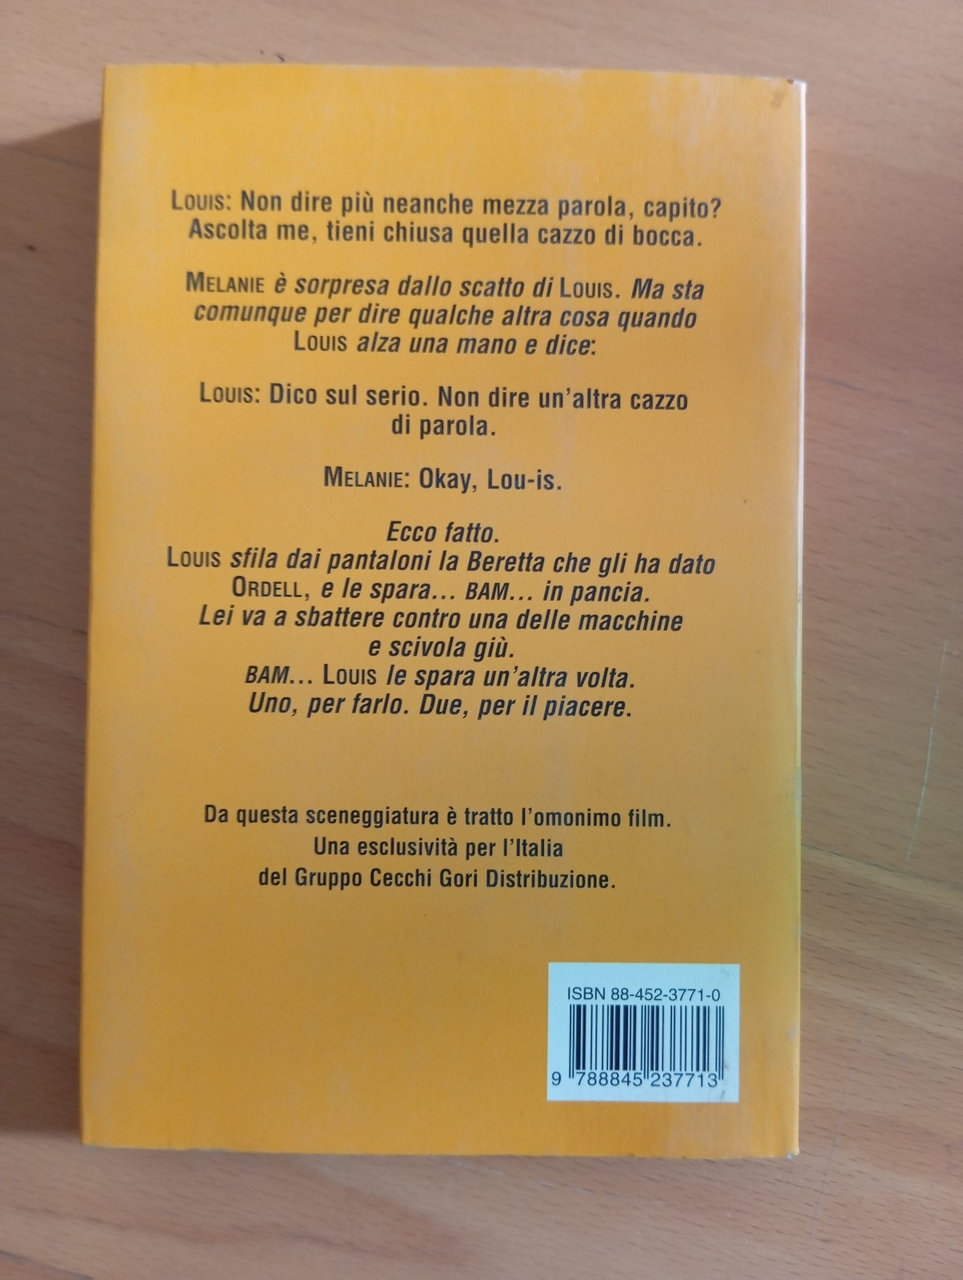 LOUIS: Non dire più neanche mezza parola, capito?
Ascolta me, tieni chiusa quella cazzo di bocca.
MELANIE è sorpresa dallo scatto di LOUIS. Ma sta
comunque per dire qualche altra cosa quando
LOUIS alza una mano e dice:
LOUIS: Dico sul serio. Non dire un'altra cazzo
di parola.
MELANIE: Okay, Lou-is.
Ecco fatto.
LOUIS sfila dai pantaloni la Beretta che gli ha dato
ORDELL, e le spara... BAM... in pancia.
Lei va a sbattere contro una delle macchine
e scivola giù.
BAM... LOUIS le spara un'altra volta.
Uno, per farlo. Due, per il piacere.
Da questa sceneggiatura è tratto l'omonimo film.
Una esclusività per l'Italia
del Gruppo Cecchi Gori Distribuzione.
ISBN 88-452-3771-0
9 788845 237713